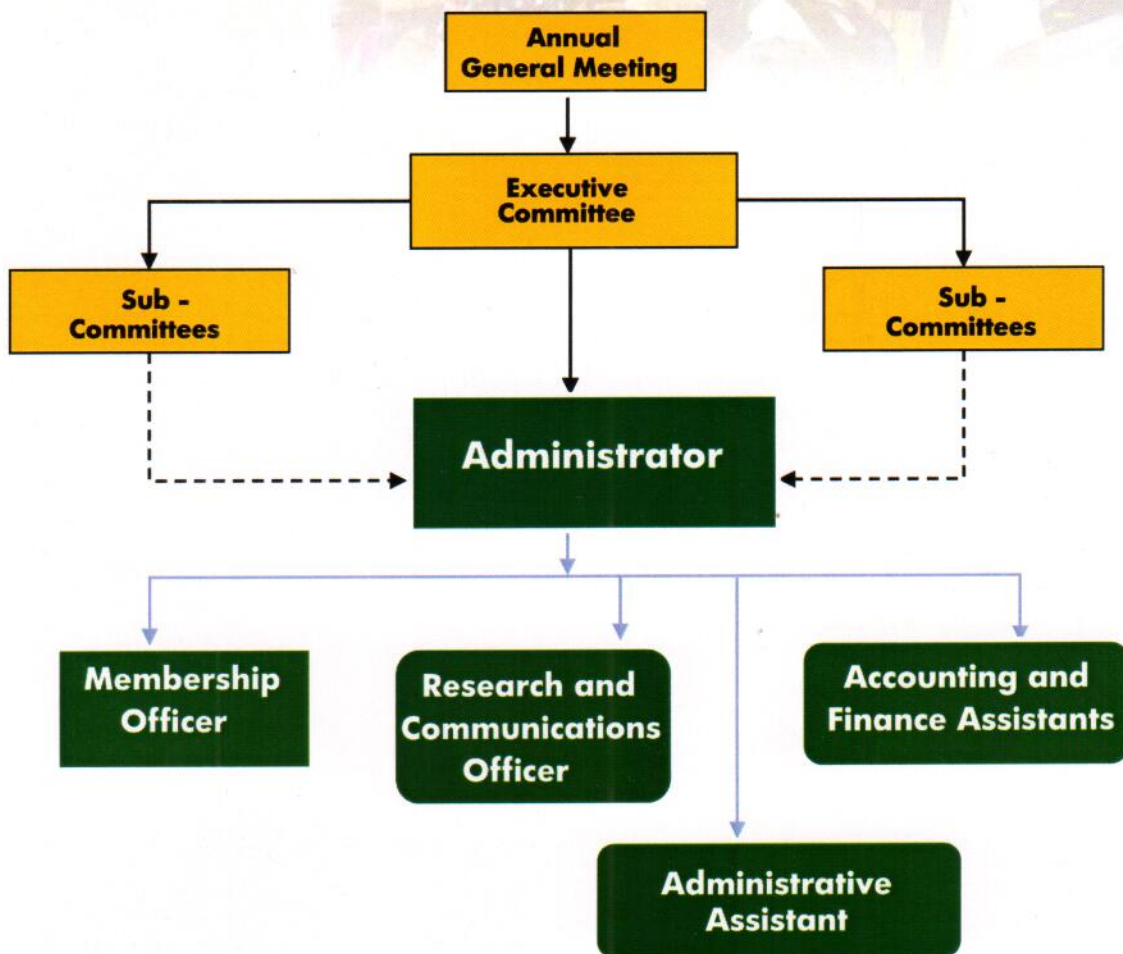 Annual
General Meeting
Executive
Committee
Sub -
Committees
Sub -
Committees
Administrator
Membership
Officer
Research and
Communications
Officer
Accounting and
Finance Assistants
Administrative
Assistant